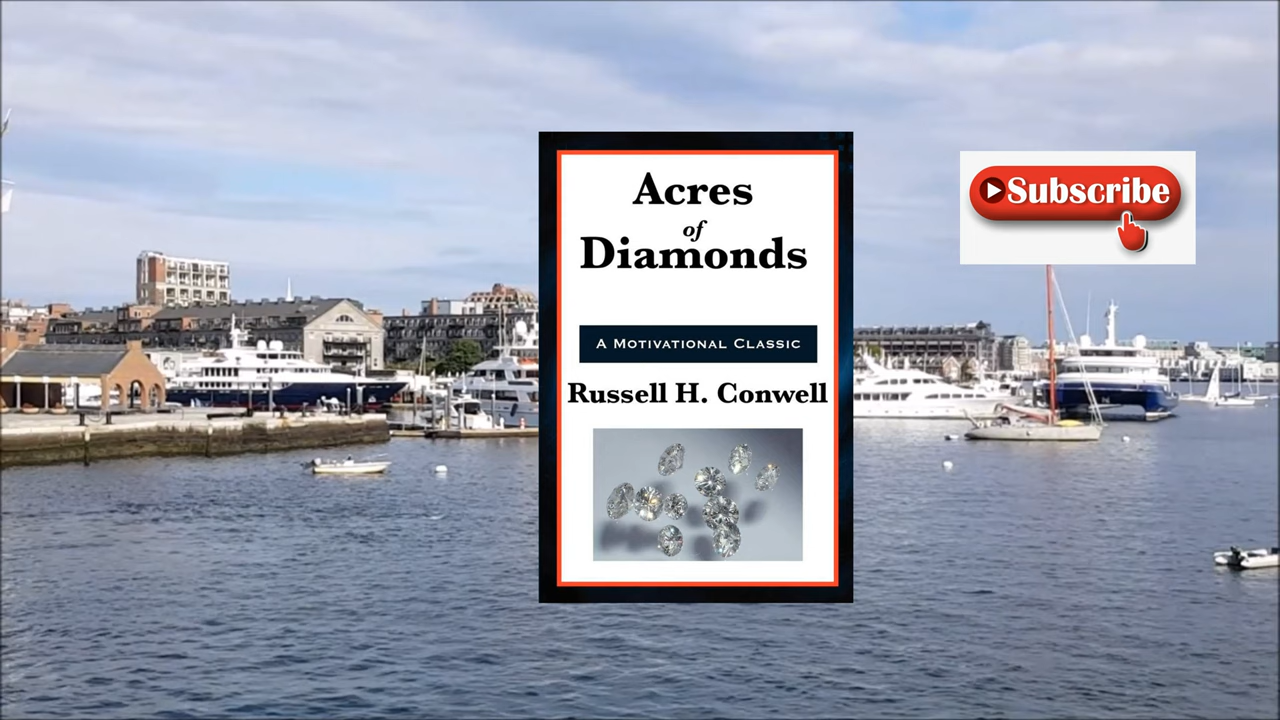 Acres
of
Diamonds
A MOTIVATIONAL CLASSIC
Russell H. Conwell
Subscribe